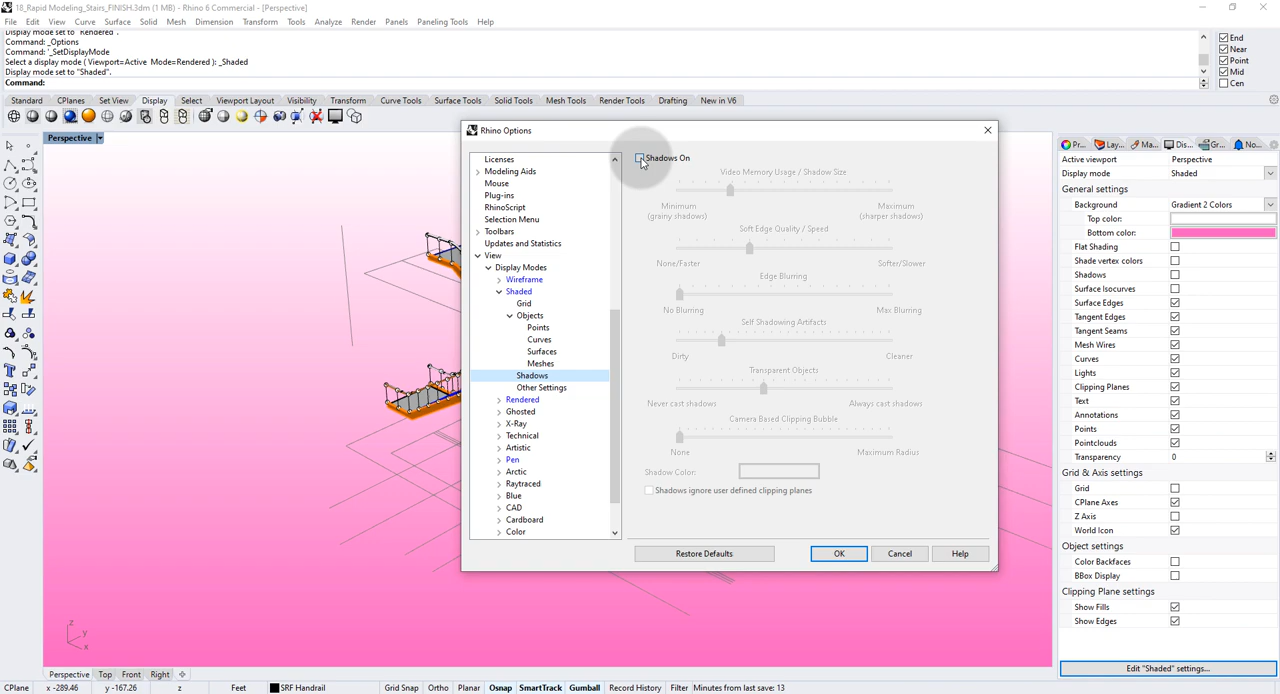 18_Rapid Modeling_Stairs_FINISH.3dm (1 MB) - Rhino 6 Commercial - [Perspective]
File Edit View Curve Surface Solid Mesh Dimension Transform Tools Analyze Render Panels Paneling Tools Help
Display mode set to "Rendered".
Command: _Options
Command: '_SetDisplayMode
Select a display mode ( Viewport=Active Mode=Rendered ): _Shaded
Display mode set to "Shaded".
Command:
End
Near
Point
Mid
Cen
Standard CPlanes Set View Display Select Viewport Layout Visibility Transform Curve Tools Surface Tools Solid Tools Mesh Tools Render Tools Drafting New in V6
Perspective
Rhino Options
Licenses
Modeling Aids
Mouse
Plug-ins
RhinoScript
Selection Menu
Toolbars
Updates and Statistics
View
Display Modes
Wireframe
Shaded
Grid
Objects
Points
Curves
Surfaces
Meshes
Shadows
Other Settings
Rendered
Ghosted
X-Ray
Technical
Artistic
Pen
Arctic
Raytraced
Blue
CAD
Cardboard
Color
Shadows On
Video Memory Usage / Shadow Size
Minimum Maximum
(grainy shadows) (sharper shadows)
Soft Edge Quality / Speed
None/Faster Softer/Slower
Edge Blurring
No Blurring Max Blurring
Self Shadowing Artifacts
Dirty Cleaner
Transparent Objects
Never cast shadows Always cast shadows
Camera Based Clipping Bubble
None Maximum Radius
Shadow Color:
Shadows ignore user defined clipping planes
Restore Defaults OK Cancel Help
Pr... Lay... Ma... Dis... Gr... No...
Active viewport Perspective
Display mode Shaded
General settings
Background Gradient 2 Colors
Top color:
Bottom color:
Flat Shading
Shade vertex colors
Shadows
Surface Isocurves
Surface Edges
Tangent Edges
Tangent Seams
Mesh Wires
Curves
Lights
Clipping Planes
Text
Annotations
Points
Pointclouds
Transparency 0
Grid & Axis settings
Grid
CPlane Axes
Z Axis
World Icon
Object settings
Color Backfaces
BBox Display
Clipping Plane settings
Show Fills
Show Edges
Edit "Shaded" settings...
z
y
x
Perspective Top Front Right
CPlane x -289.46 y -167.26 z Feet SRF Handrail Grid Snap Ortho Planar Osnap SmartTrack Gumball Record History Filter Minutes from last save: 13